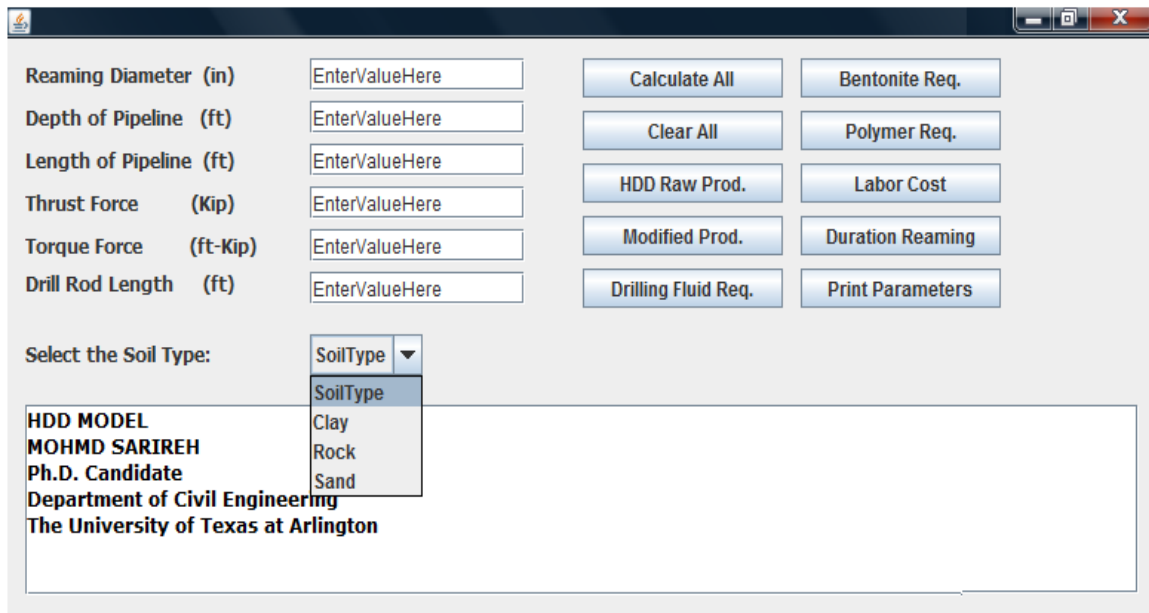 Reaming Diameter (in) EnterValueHere Calculate All Bentonite Req.
Depth of Pipeline (ft) EnterValueHere Clear All Polymer Req.
Length of Pipeline (ft) EnterValueHere HDD Raw Prod. Labor Cost
Thrust Force (Kip) EnterValueHere Modified Prod. Duration Reaming
Torque Force (ft-Kip) EnterValueHere Drilling Fluid Req. Print Parameters
Drill Rod Length (ft) EnterValueHere
Select the Soil Type: SoilType
SoilType
Clay
Rock
Sand
HDD MODEL
MOHMD SARIREH
Ph.D. Candidate
Department of Civil Engineering
The University of Texas at Arlington